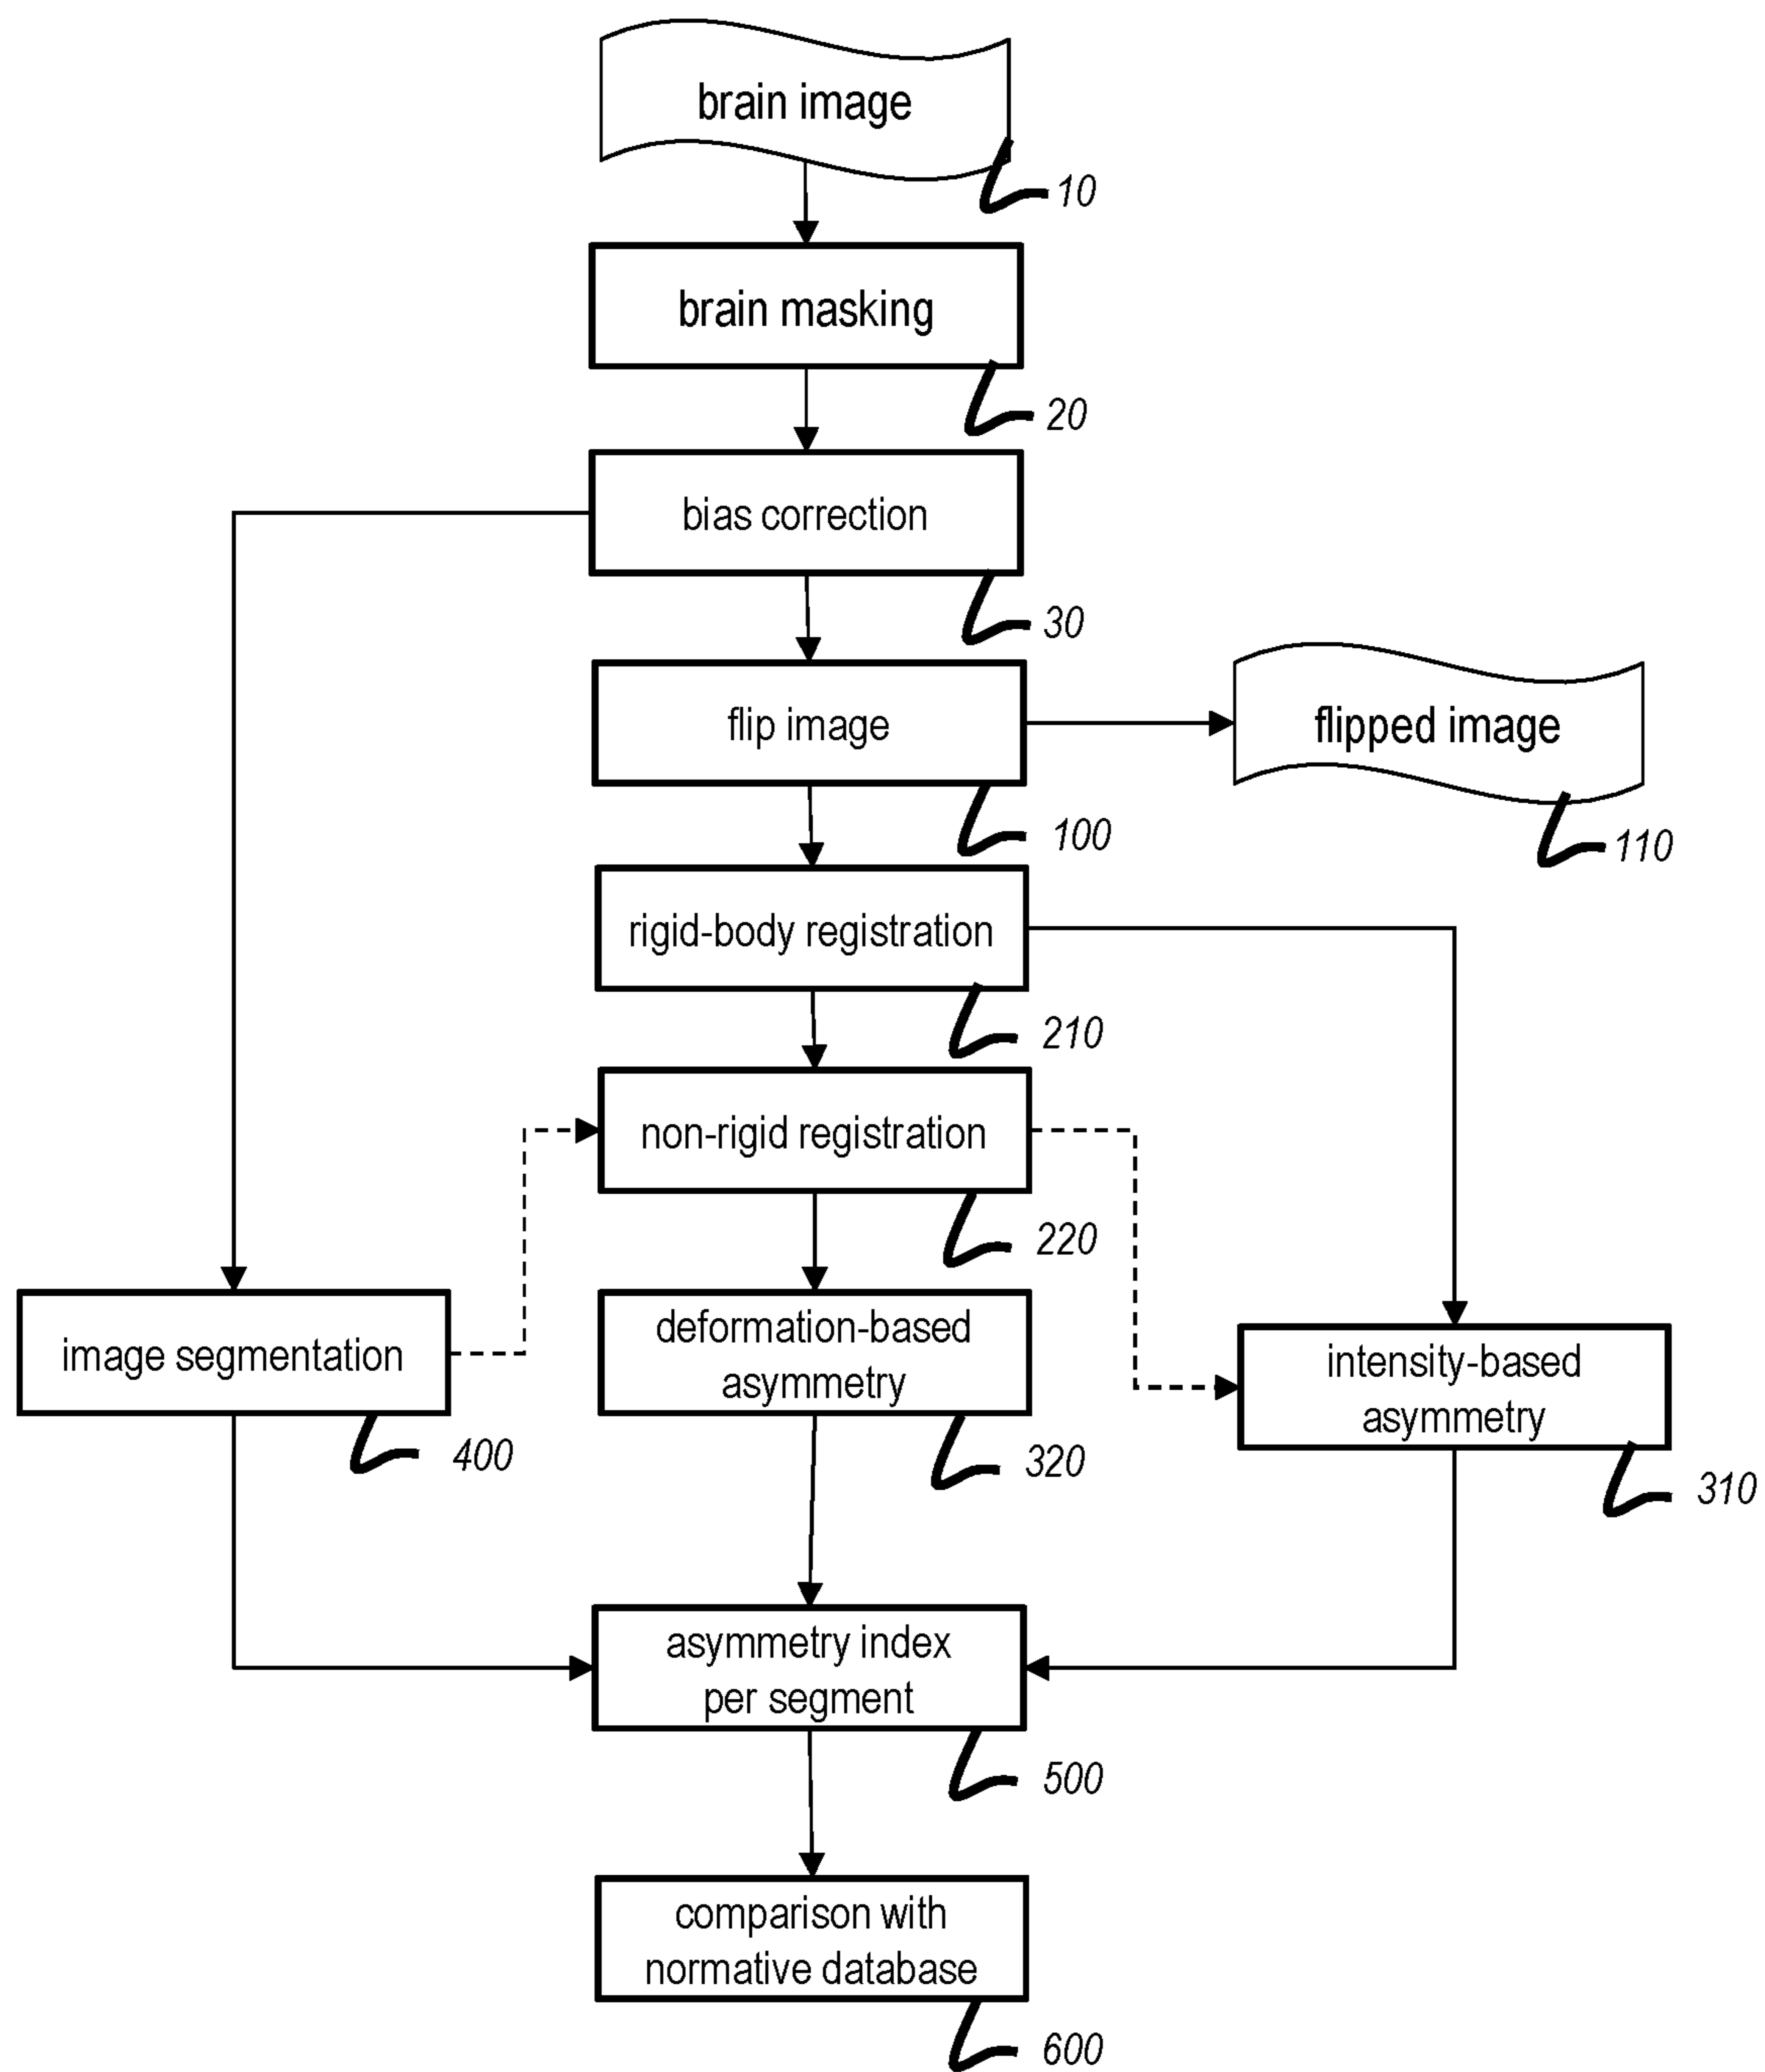 brain image
10
brain masking
20
bias correction
30
flip image
100
flipped image
110
rigid-body registration
210
non-rigid registration
220
image segmentation
400
deformation-based
asymmetry
320
intensity-based
asymmetry
310
asymmetry index
per segment
500
comparison with
normative database
600